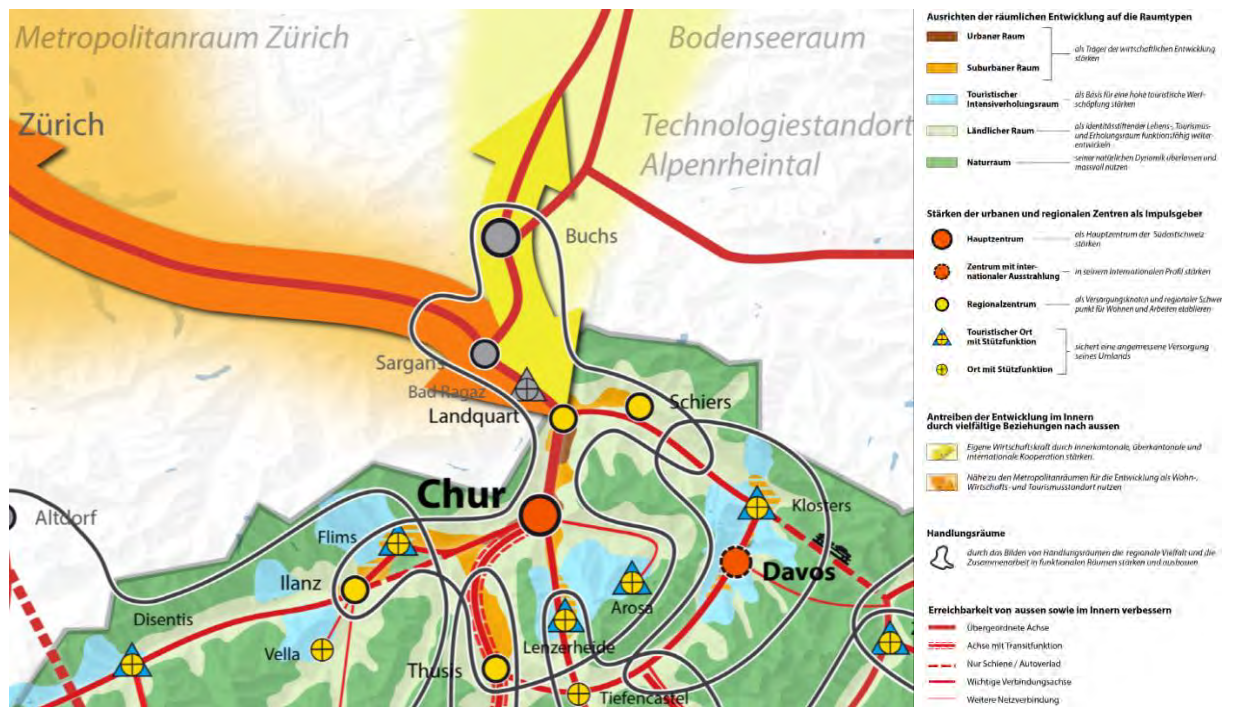 Metropolitanraum Zürich
Bodenseeraum
Zürich
Technologiestandort
Alpenrheintal
Buchs
Sargans
Bad Ragaz
Landquart
Schiers
Chur
Altdorf
Klosters
Flims
Davos
Ilanz
Arosa
Disentis
Lenzerheide
Vella
Thusis
Tiefencastel
Ausrichten der räumlichen Entwicklung auf die Raumtypen
Urbaner Raum
als Träger der wirtschaftlichen Entwicklung
stärken
Suburbaner Raum
Touristischer
Intensiverholungsraum
als Basis für eine hohe touristische Wert-
schöpfung stärken
Ländlicher Raum
als identitätsstiftender Lebens-, Tourismus-
und Erholungsraum funktionsfähig weiter-
entwickeln
Naturraum
seiner natürlichen Dynamik überlassen und
massvoll nutzen
Stärken der urbanen und regionalen Zentren als Impulsgeber
Hauptzentrum
als Hauptzentrum der Südostschweiz
stärken
Zentrum mit inter-
nationaler Ausstrahlung
in seinem internationalen Profil stärken
Regionalzentrum
als Versorgungsknoten und regionaler Schwer
punkt für Wohnen und Arbeiten etablieren
Touristischer Ort
mit Stützfunktion
sichert eine angemessene Versorgung
seines Umlands
Ort mit Stützfunktion
Antreiben der Entwicklung im Innern
durch vielfältige Beziehungen nach aussen
Eigene Wirtschaftskraft durch innerkantonale, überkantonale und
internationale Kooperation stärken.
Nähe zu den Metropolitanräumen für die Entwicklung als Wohn-,
Wirtschafts- und Tourismusstandort nutzen
Handlungsräume
durch das Bilden von Handlungsräumen die regionale Vielfalt und die
Zusammenarbeit in funktionalen Räumen stärken und ausbauen
Erreichbarkeit von aussen sowie im Innern verbessern
Übergeordnete Achse
Achse mit Transitfunktion
Nur Schiene / Autoverlad
Wichtige Verbindungsachse
Weitere Netzverbindung